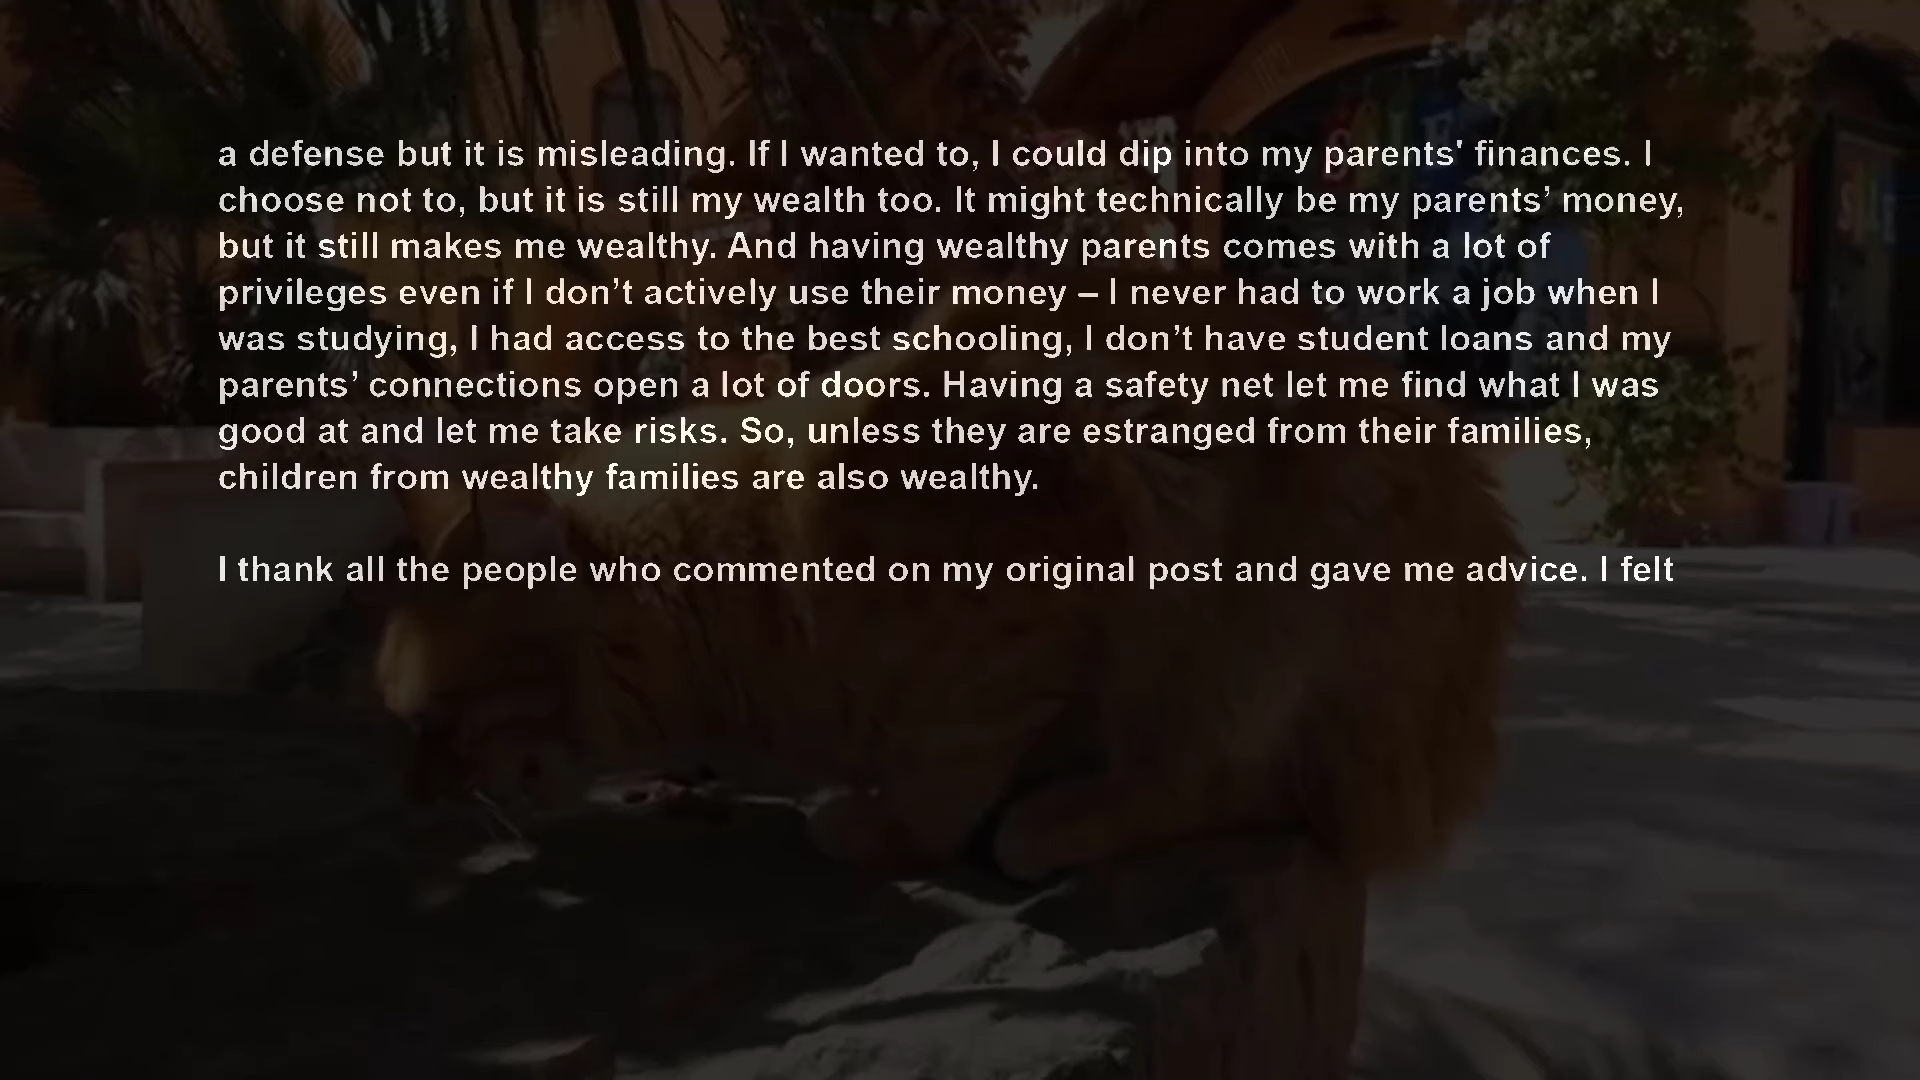 a defense but it is misleading. If I wanted to, I could dip into my parents' finances. I
choose not to, but it is still my wealth too. It might technically be my parents’ money,
but it still makes me wealthy. And having wealthy parents comes with a lot of
privileges even if I don’t actively use their money – I never had to work a job when I
was studying, I had access to the best schooling, I don’t have student loans and my
parents’ connections open a lot of doors. Having a safety net let me find what I was
good at and let me take risks. So, unless they are estranged from their families,
children from wealthy families are also wealthy.
I thank all the people who commented on my original post and gave me advice. I felt